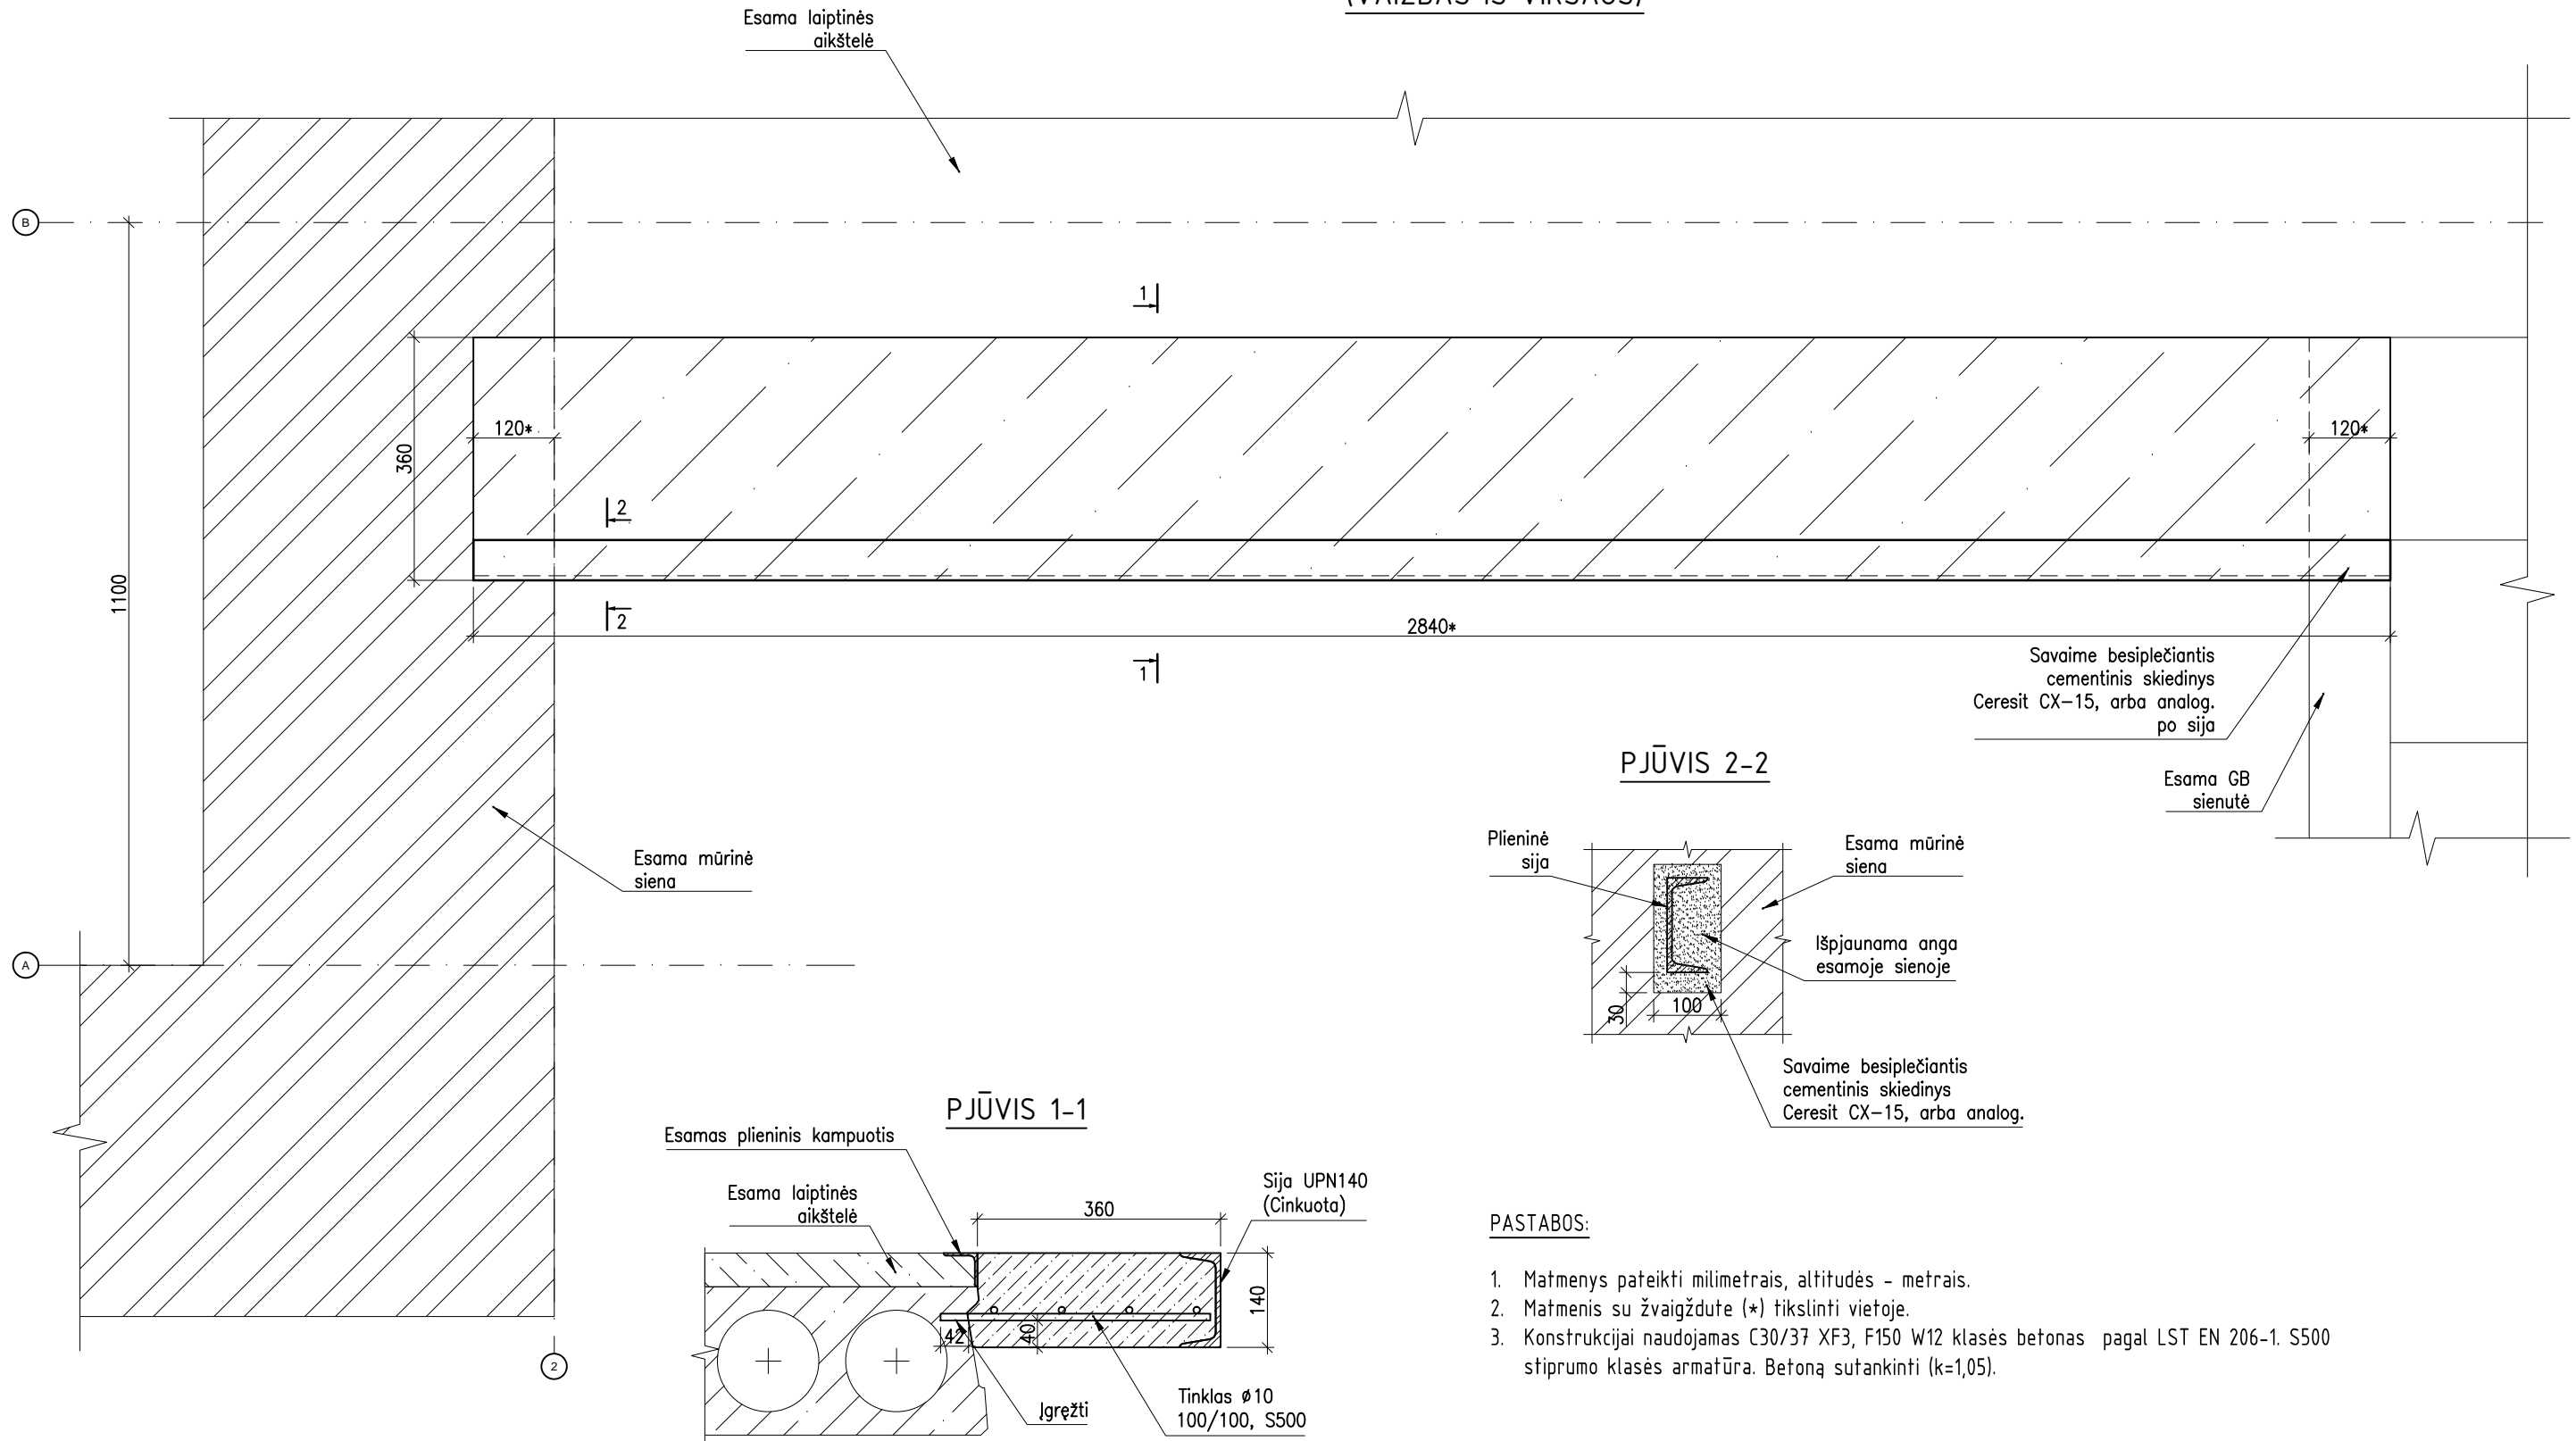 (VAIZDAS IŠ VIRŠAUS)
Esama laiptinės
aikštelė
B
1
120*
120*
360
2
1100
2
2840*
1
Savaime besiplečiantis
cementinis skiedinys
Ceresit CX-15, arba analog.
po sija
PJŪVIS 2-2
Esama GB
sienutė
Plieninė
sija
Esama mūrinė
siena
Esama mūrinė
siena
Išpjaunama anga
esamoje sienoje
A
30
100
Savaime besiplečiantis
cementinis skiedinys
Ceresit CX-15, arba analog.
PJŪVIS 1-1
Esamas plieninis kampuotis
Esama laiptinės
aikštelė
Sija UPN140
(Cinkuota)
360
140
42
40
2
Įgręžti
Tinklas ø10
100/100, S500
PASTABOS:
1. Matmenys pateikti milimetrais, altitudės - metrais.
2. Matmenis su žvaigždute (*) tikslinti vietoje.
3. Konstrukcijai naudojamas C30/37 XF3, F150 W12 klasės betonas pagal LST EN 206-1. S500
stiprumo klasės armatūra. Betoną sutankinti (k=1,05).